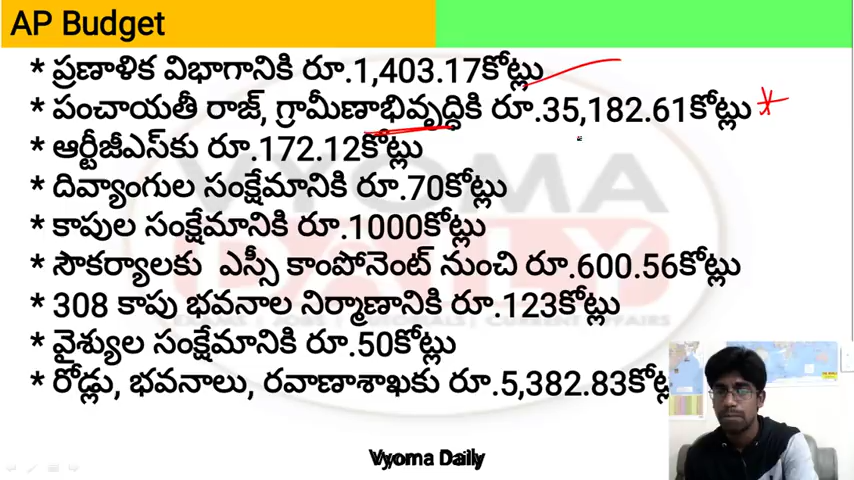 AP Budget
* ప్రణాళిక విభాగానికి రూ.1,403.17కోట్లు
* పంచాయతీ రాజ్, గ్రామీణాభివృద్ధికి రూ.35,182.61కోట్లు
* ఆర్టీజీఎస్‌కు రూ.172.12కోట్లు
* దివ్యాంగుల సంక్షేమానికి రూ.70కోట్లు
* కాపుల సంక్షేమానికి రూ.1000కోట్లు
* సౌకర్యాలకు ఎస్సీ కాంపోనెంట్ నుంచి రూ.600.56కోట్లు
* 308 కాపు భవనాల నిర్మాణానికి రూ.123కోట్లు
* వైశ్యుల సంక్షేమానికి రూ.50కోట్లు
* రోడ్లు, భవనాలు, రవాణాశాఖకు రూ.5,382.83కోట్ల
Vyoma Daily